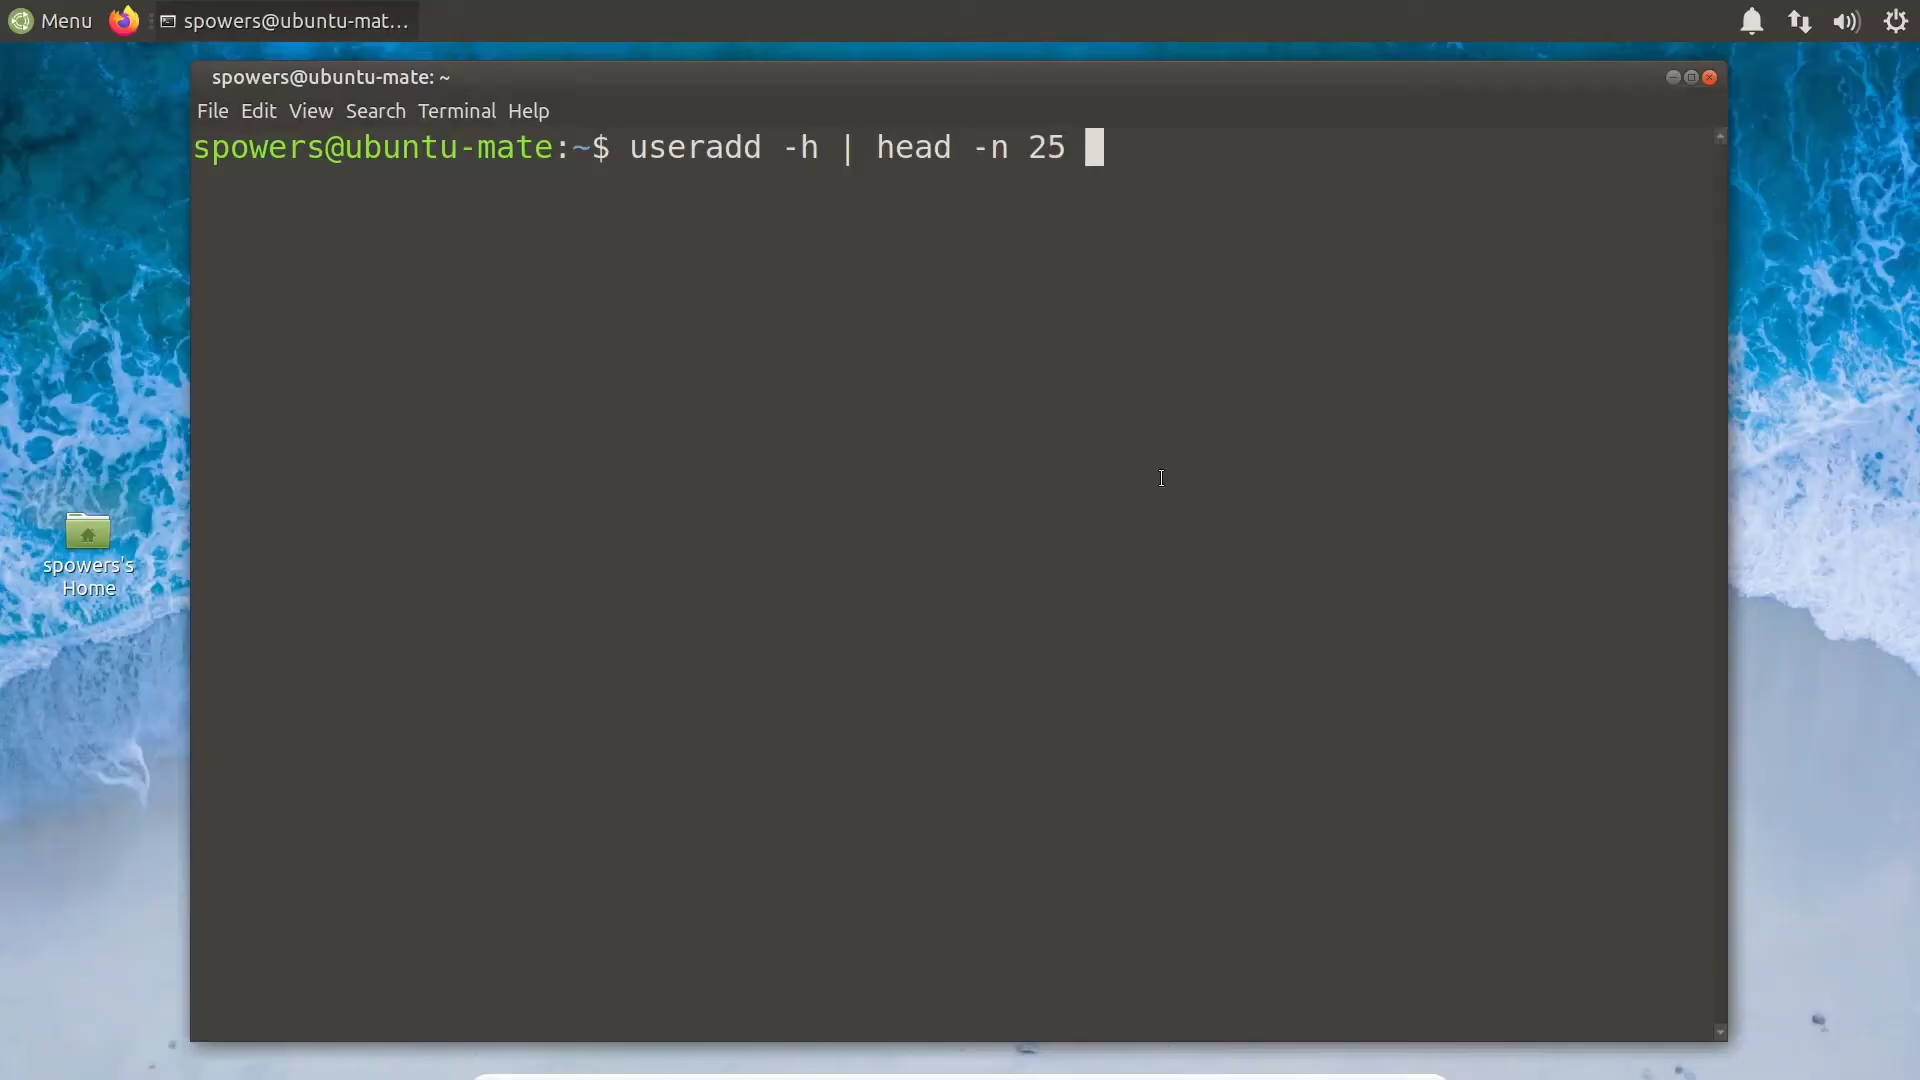 Menu spowers@ubuntu-mat...
spowers@ubuntu-mate: ~
File Edit View Search Terminal Help
spowers@ubuntu-mate:~$ useradd -h | head -n 25
spowers's
Home